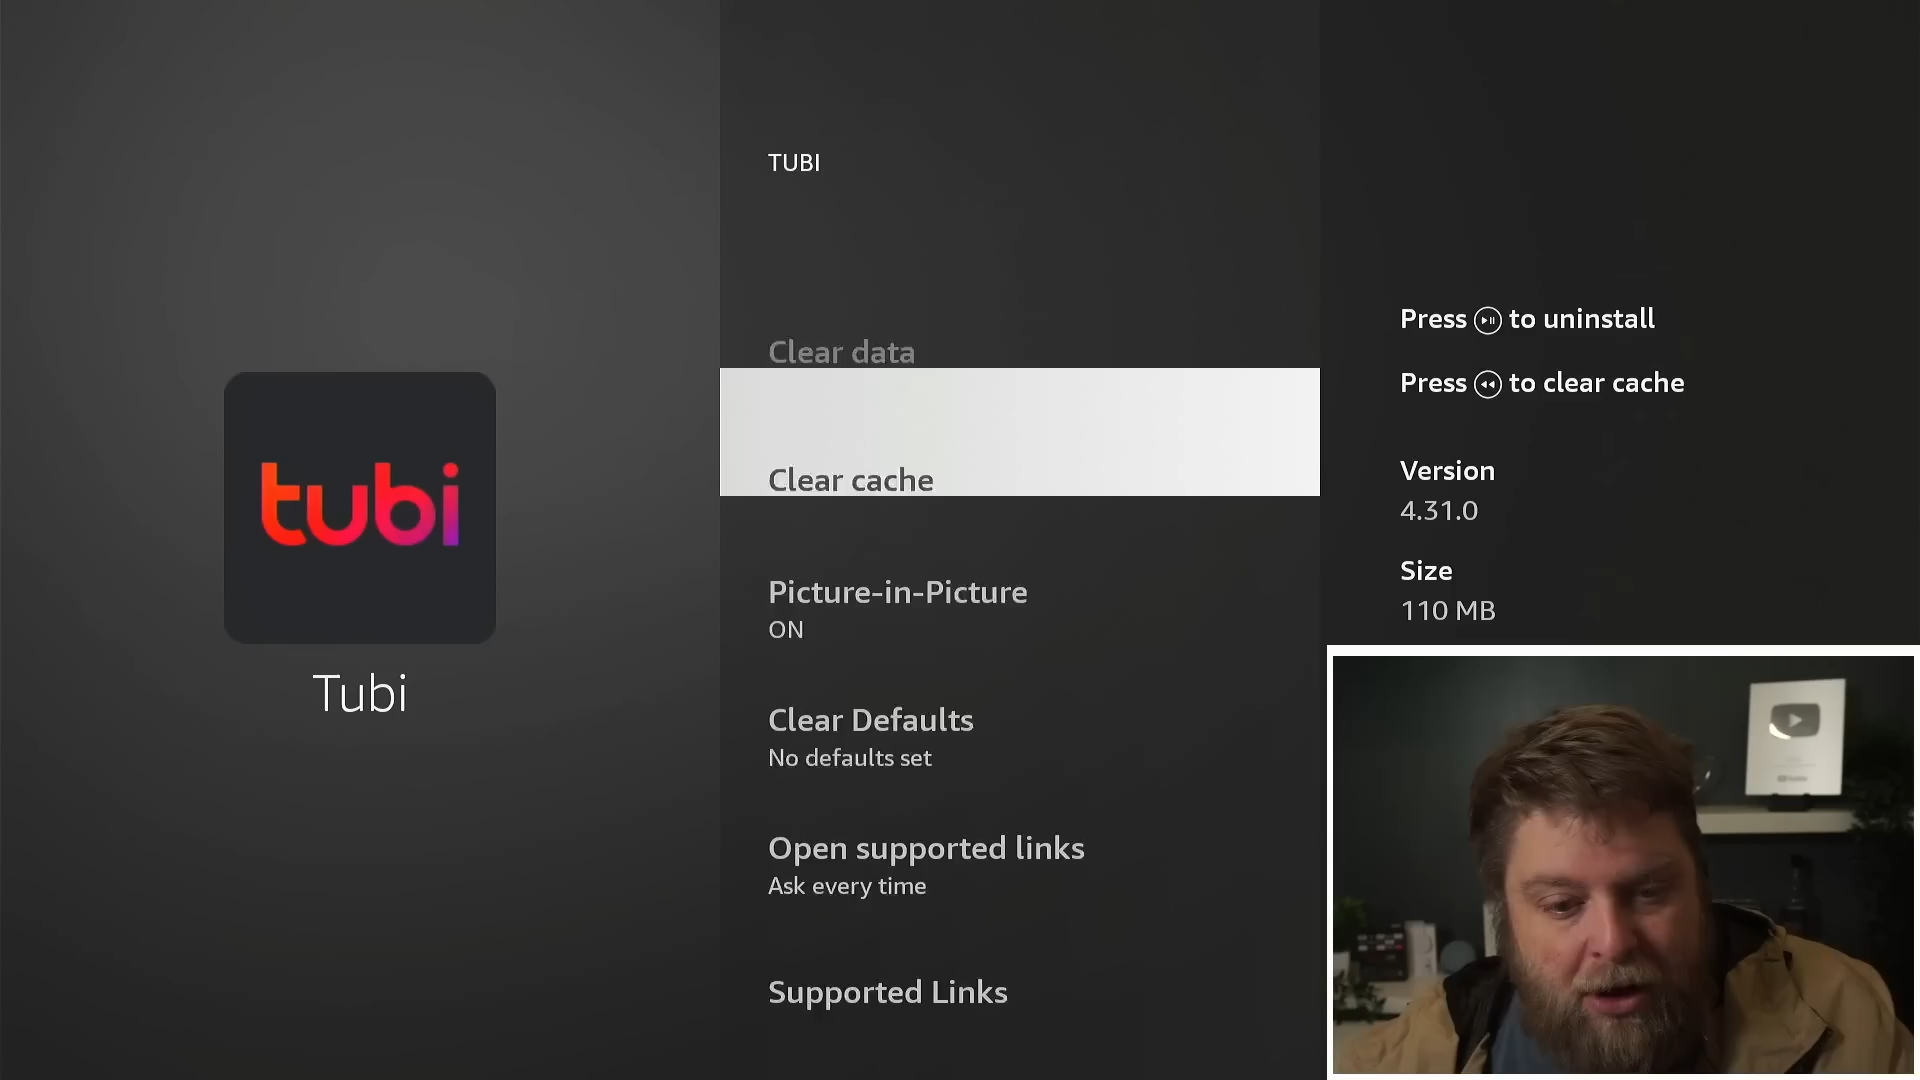 tubi
Tubi
TUBI
Clear data
Clear cache
Picture-in-Picture
ON
Clear Defaults
No defaults set
Open supported links
Ask every time
Supported Links
Press to uninstall
Press to clear cache
Version
4.31.0
Size
110 MB